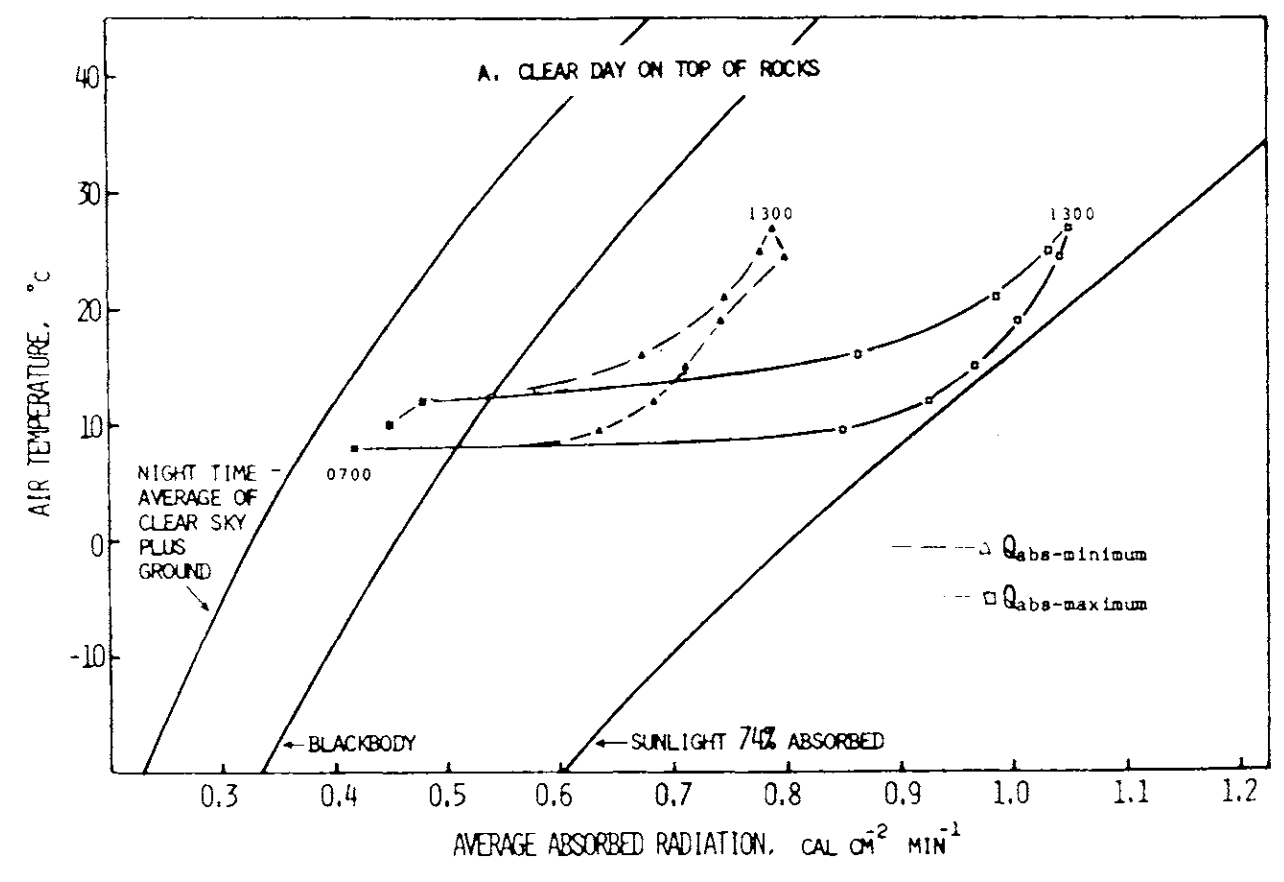 A. CLEAR DAY ON TOP OF ROCKS
40
30
20
10
0
-10
AIR TEMPERATURE, °C
1300
1300
0700
NIGHT TIME
AVERAGE OF
CLEAR SKY
PLUS
GROUND
Qabs-minimum
Qabs-maximum
BLACKBODY
SUNLIGHT 74% ABSORBED
0.3 0.4 0.5 0.6 0.7 0.8 0.9 1.0 1.1 1.2
AVERAGE ABSORBED RADIATION, CAL CM-2 MIN-1